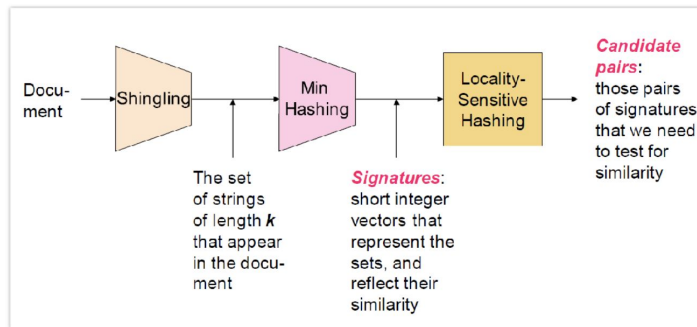 Docu-
ment
Shingling
The set
of strings
of length k
that appear
in the docu-
ment
Min
Hashing
Signatures:
short integer
vectors that
represent the
sets, and
reflect their
similarity
Locality-
Sensitive
Hashing
Candidate
pairs:
those pairs
of signatures
that we need
to test for
similarity